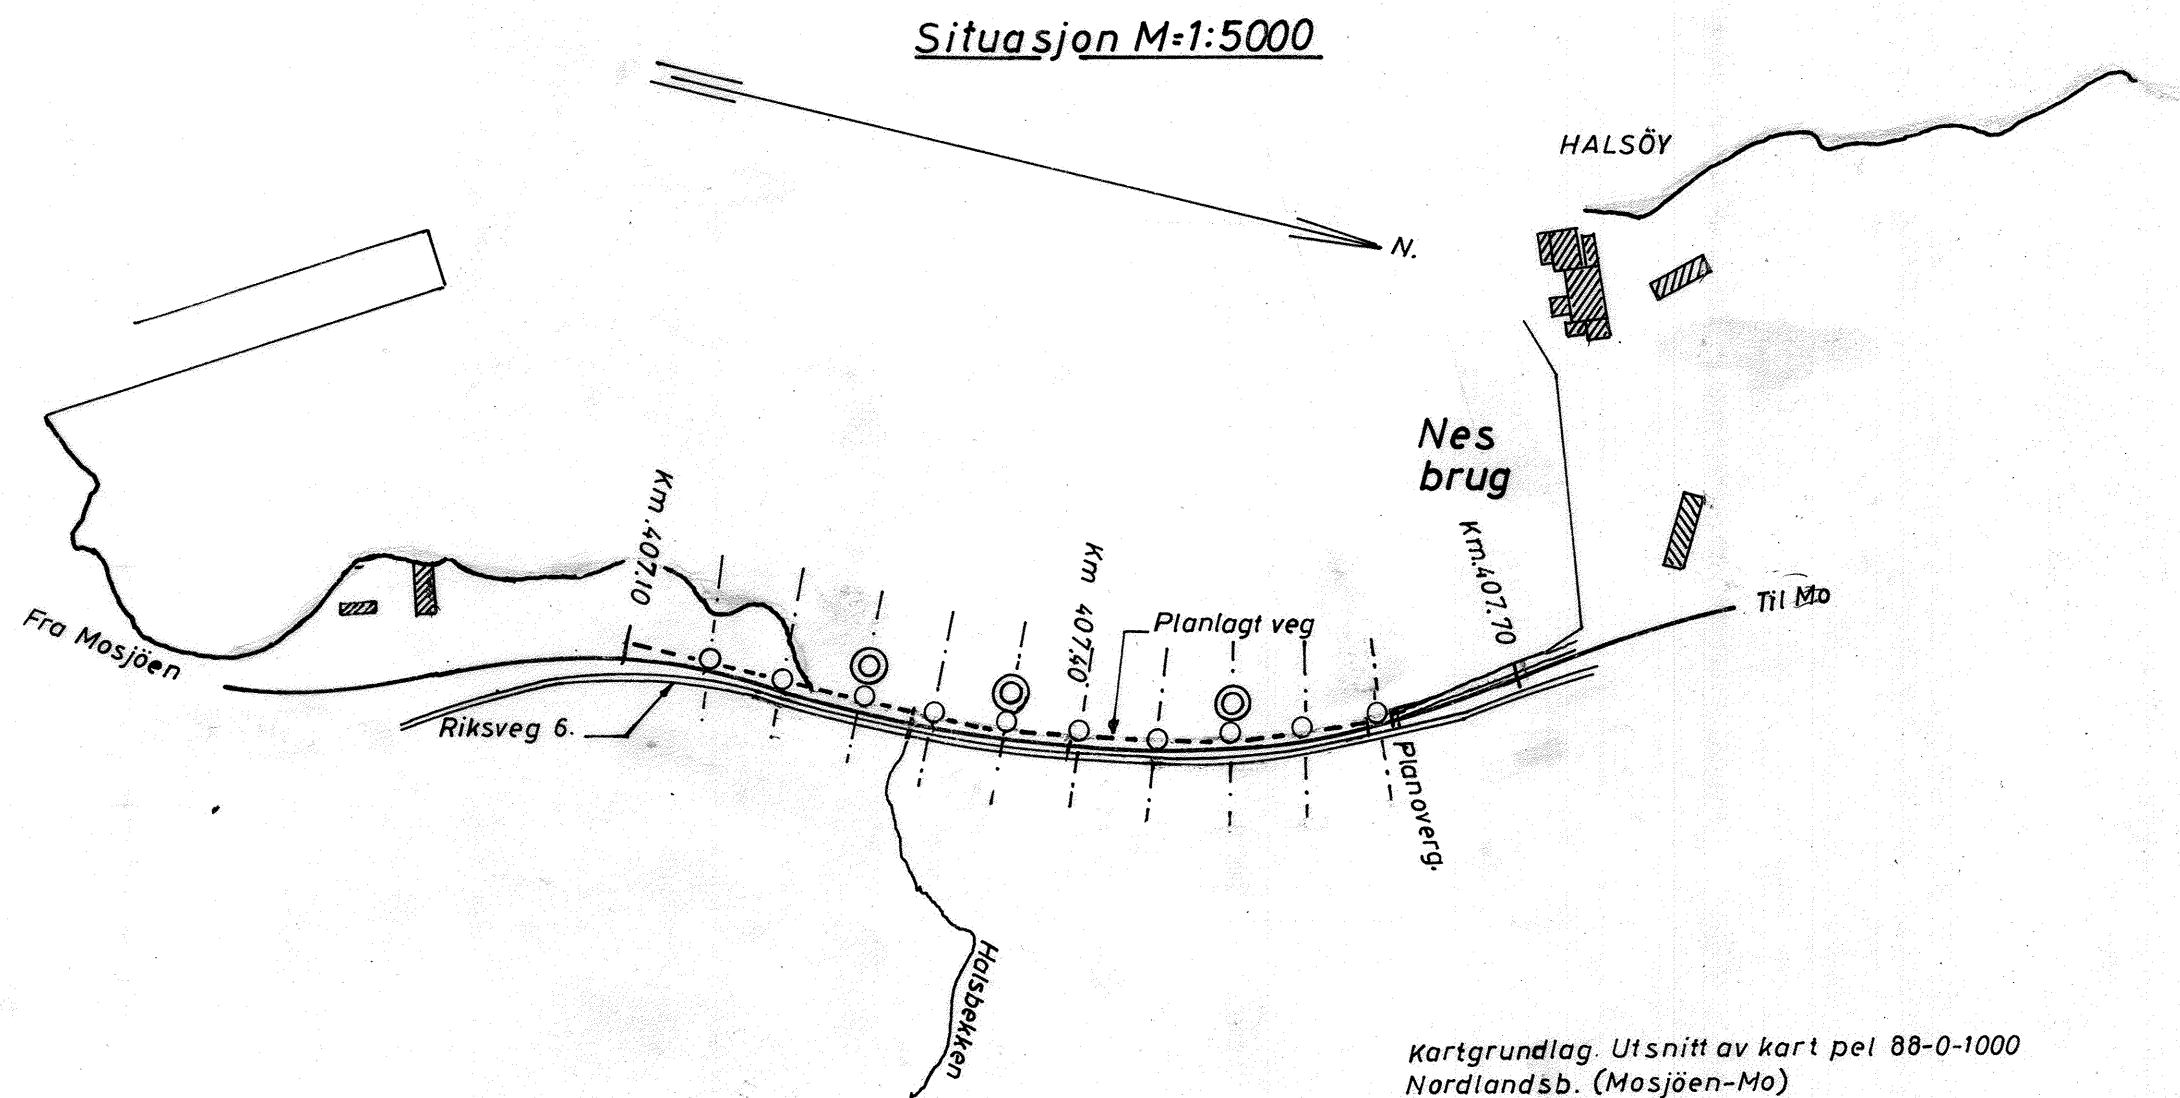 Situasjon M=1:5000
HALSÖY
N.
Nes
brug
Km.407.10
Km 407.40
Km.407.70
Planlagt veg
Til Mo
Fra Mosjöen
Riksveg 6.
Planoverg.
Halsbekken
Kartgrundlag. Utsnitt av kart pel 88-0-1000
Nordlandsb. (Mosjöen-Mo)